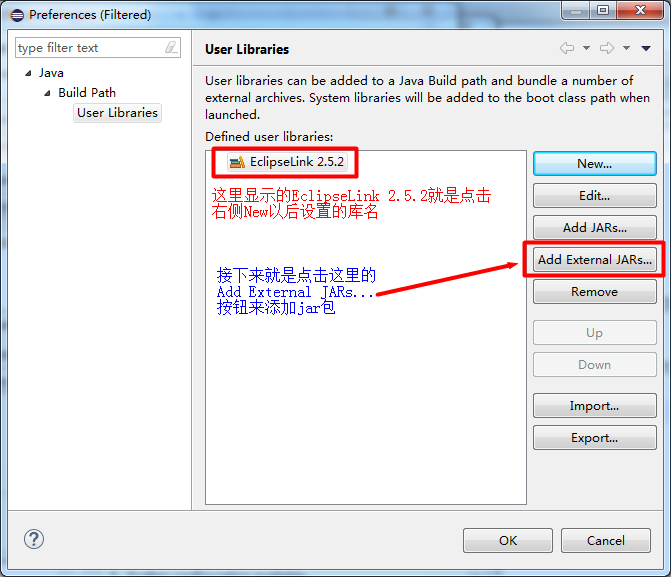 Preferences (Filtered)
type filter text
Java
Build Path
User Libraries
User Libraries
User libraries can be added to a Java Build path and bundle a number of
external archives. System libraries will be added to the boot class path when
launched.
Defined user libraries:
EclipseLink 2.5.2
这里显示的EclipseLink 2.5.2就是点击
右侧New以后设置的库名
接下来就是点击这里的
Add External JARs...
按钮来添加jar包
New...
Edit...
Add JARs...
Add External JARs...
Remove
Up
Down
Import...
Export...
?
OK
Cancel